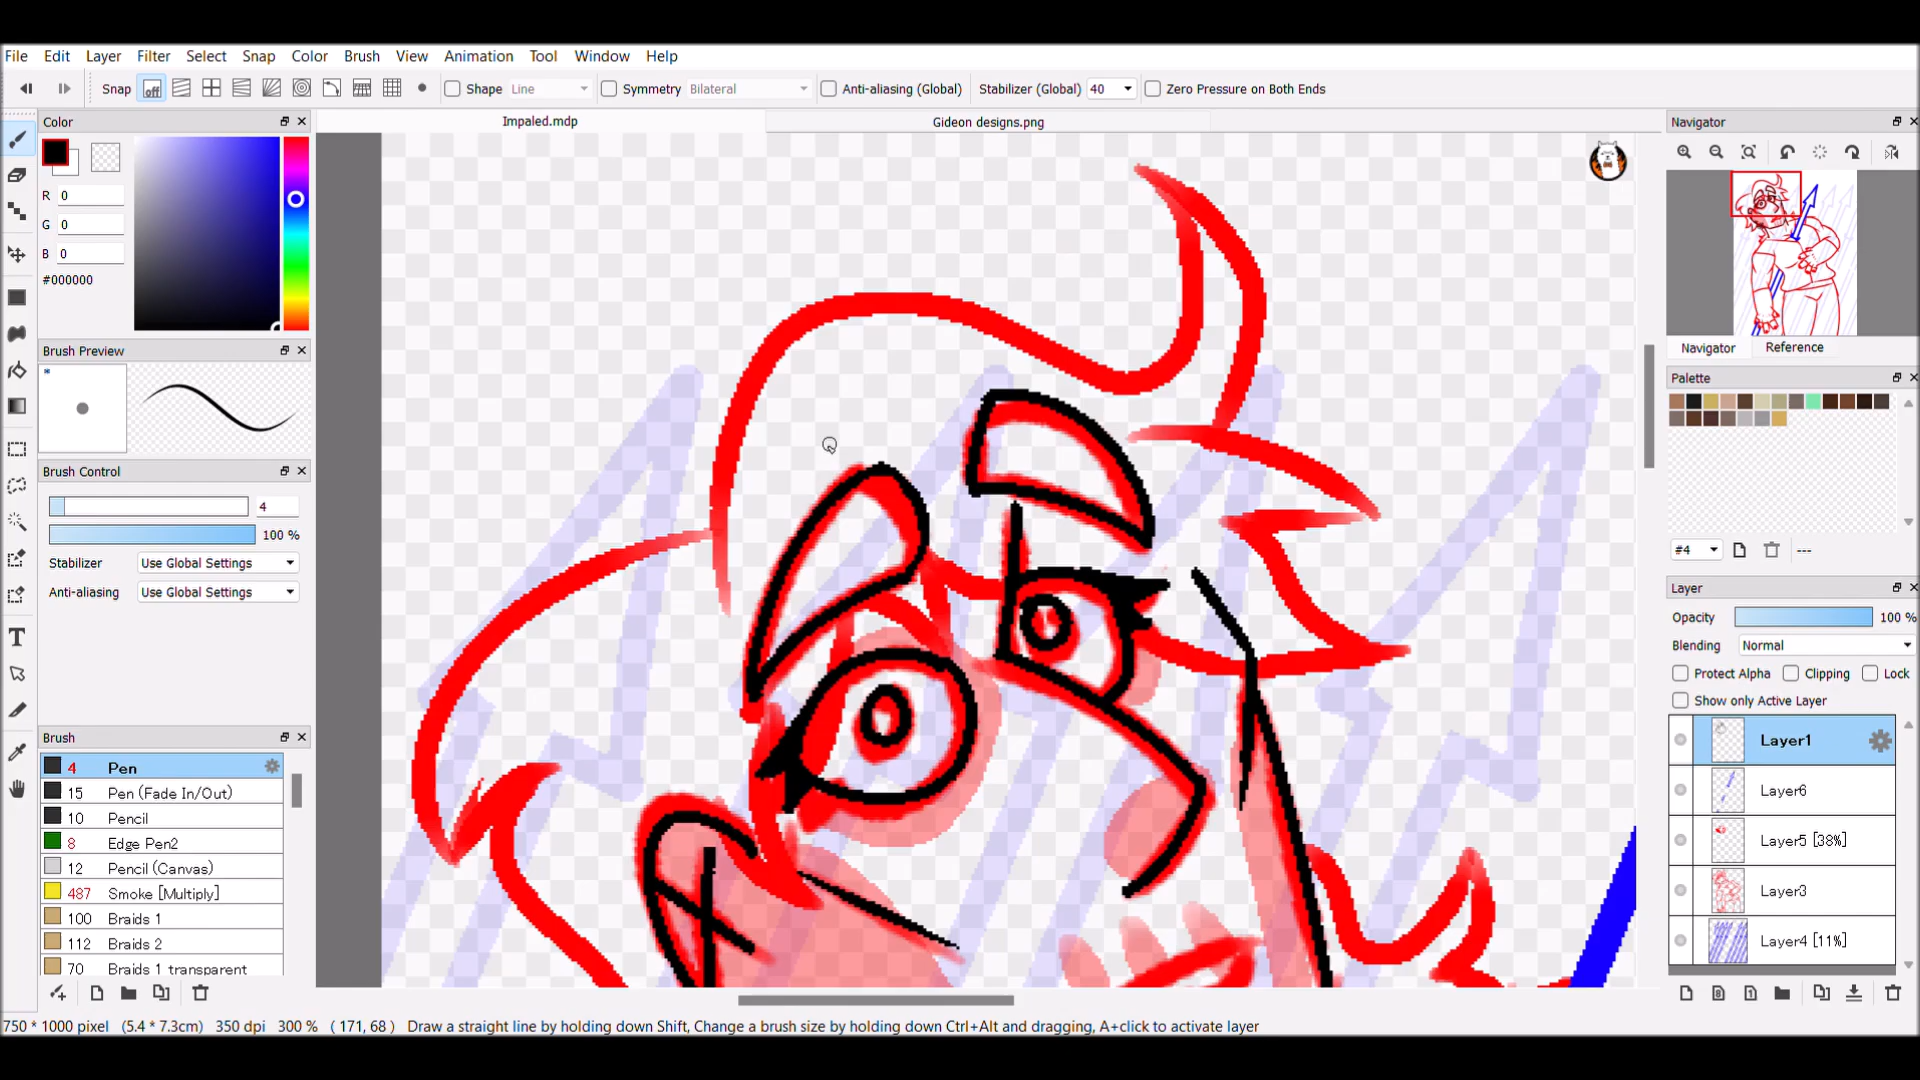 File Edit Layer Filter Select Snap Color Brush View Animation Tool Window Help
Snap off Shape Line Symmetry Bilateral Anti-aliasing (Global) Stabilizer (Global) 40 Zero Pressure on Both Ends
Color
Impaled.mdp
Gideon designs.png
Navigator
R 0
G 0
B 0
#000000
Navigator Reference
Brush Preview
Palette
Brush Control
4
100 %
Stabilizer Use Global Settings
Anti-aliasing Use Global Settings
#4 ---
Layer
Opacity 100 %
Blending Normal
Protect Alpha Clipping Lock
Show only Active Layer
Layer1
Layer6
Layer5 [38%]
Layer3
Layer4 [11%]
Brush
4 Pen
15 Pen (Fade In/Out)
10 Pencil
8 Edge Pen2
12 Pencil (Canvas)
487 Smoke [Multiply]
100 Braids 1
112 Braids 2
70 Braids 1 transparent
750 * 1000 pixel (5.4 * 7.3cm) 350 dpi 300 % ( 171, 68 ) Draw a straight line by holding down Shift, Change a brush size by holding down Ctrl+Alt and dragging, A+click to activate layer